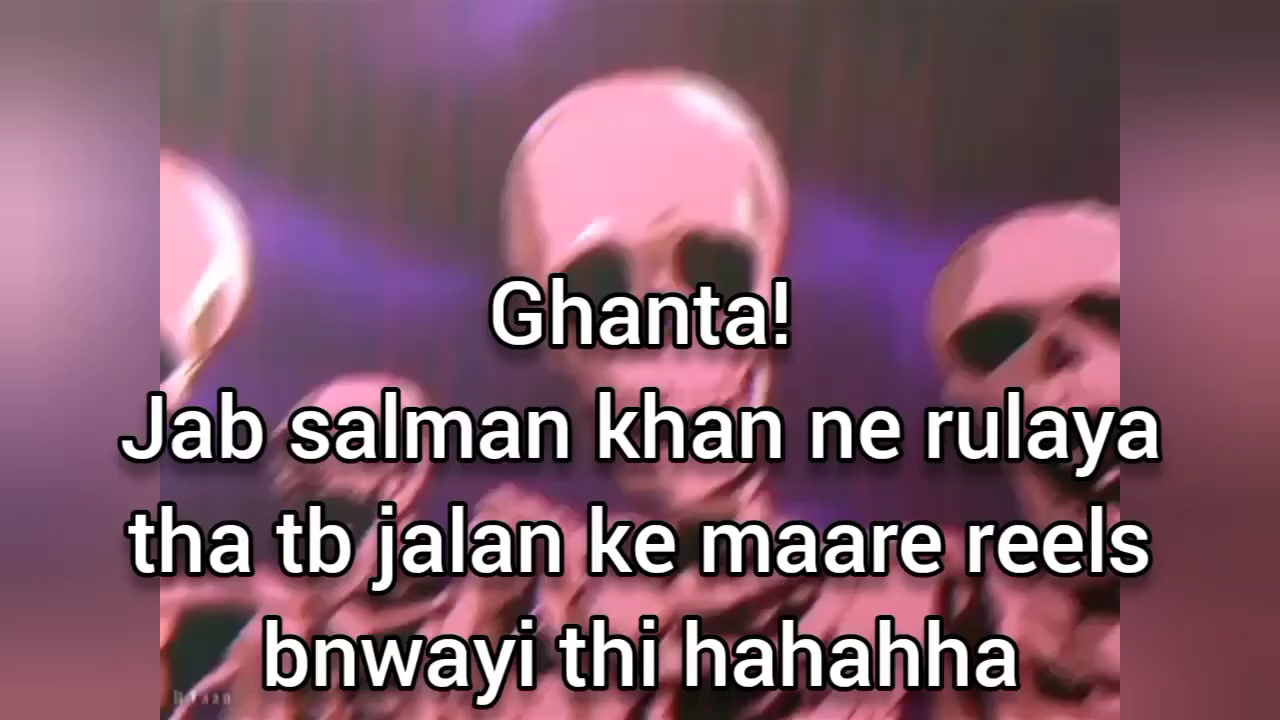 Ghanta!
Jab salman khan ne rulaya
tha tb jalan ke maare reels
bnwayi thi hahahha